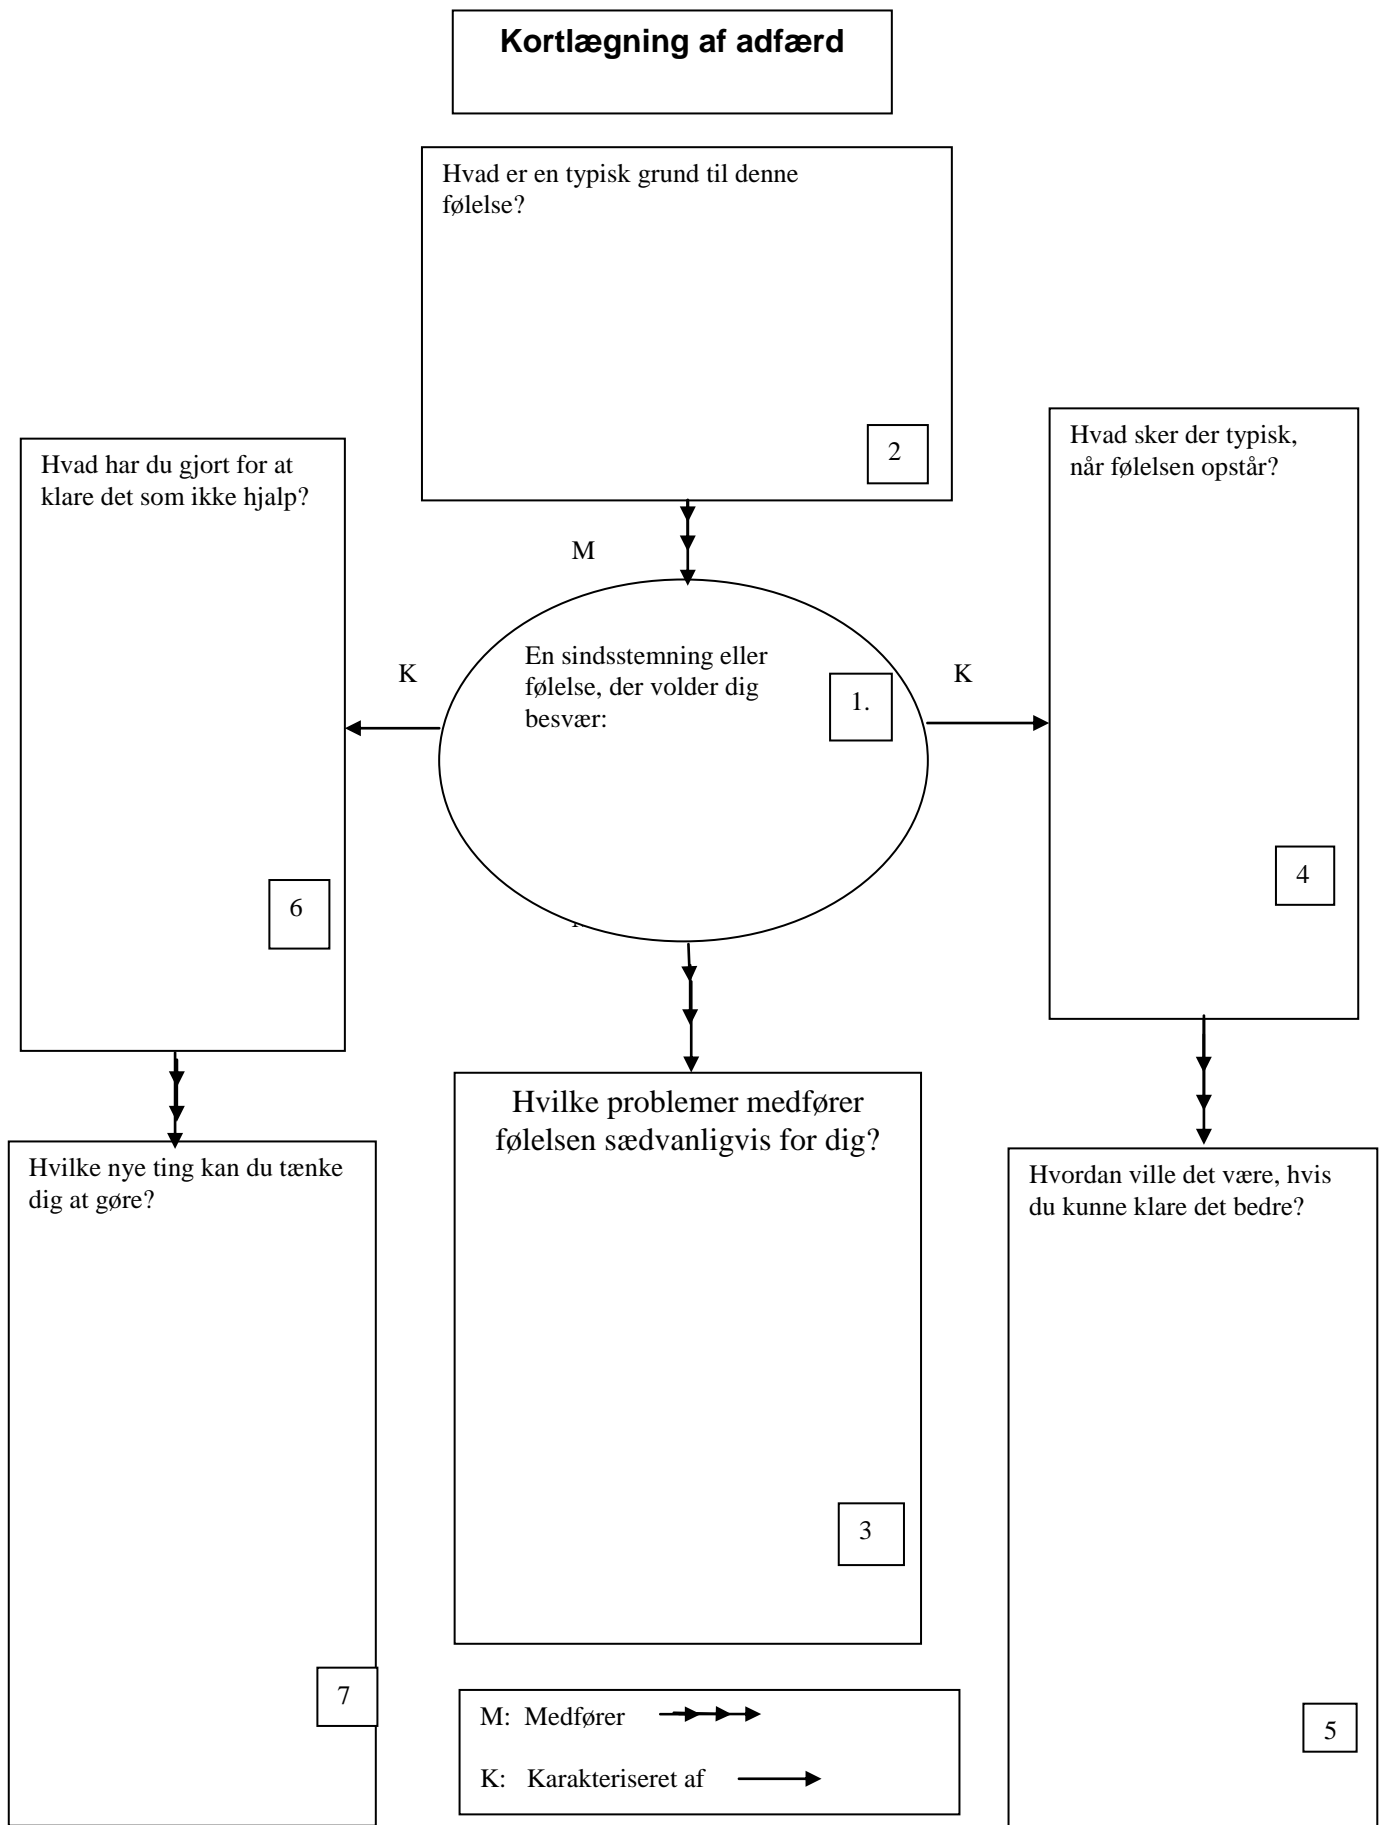 Kortlægning af adfærd
Hvad er en typisk grund til denne
følelse?
2
Hvad har du gjort for at
klare det som ikke hjalp?
6
Hvad sker der typisk,
når følelsen opstår?
4
M
K
En sindsstemning eller
følelse, der volder dig
besvær:
1.
K
Hvilke problemer medfører
følelsen sædvanligvis for dig?
3
Hvilke nye ting kan du tænke
dig at gøre?
7
Hvordan ville det være, hvis
du kunne klare det bedre?
5
M: Medfører
K: Karakteriseret af